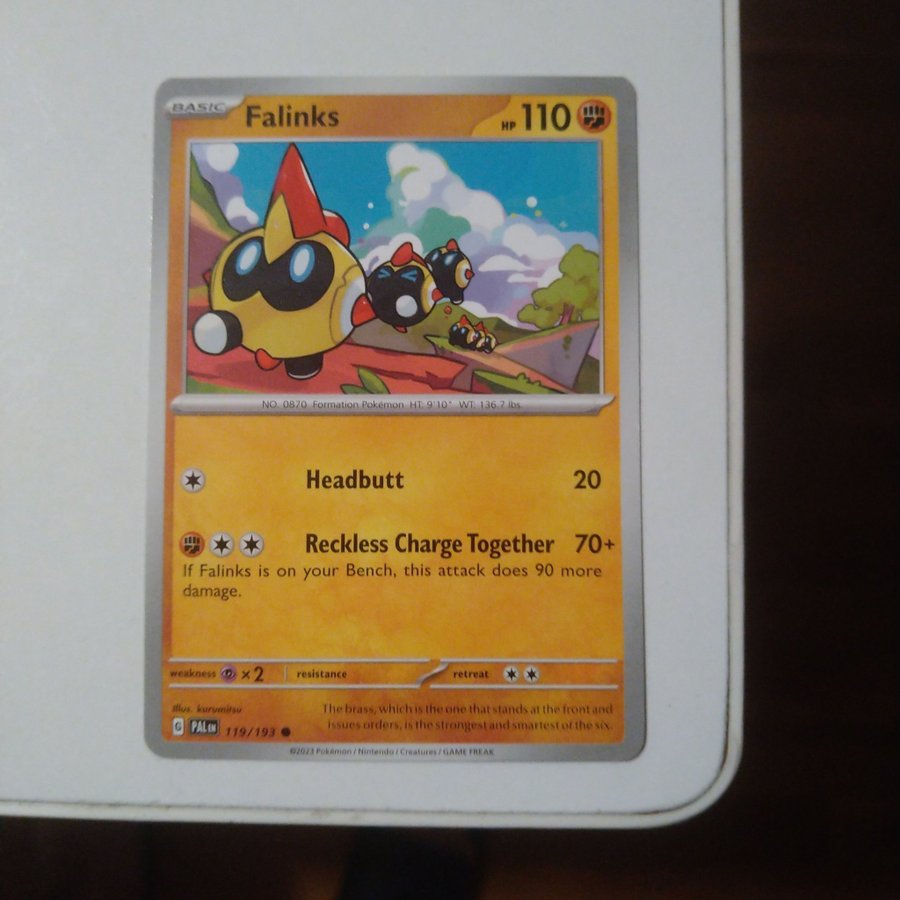 BASIC Falinks HP 110
NO. 0870 Formation Pokémon HT: 9'10" WT: 136.7 lbs.
Headbutt 20
Reckless Charge Together 70+
If Falinks is on your Bench, this attack does 90 more
damage.
weakness ×2 resistance retreat
Illus. kurumitsu
The brass, which is the one that stands at the front and
issues orders, is the strongest and smartest of the six.
G PAL EN 119/193
©2023 Pokémon / Nintendo / Creatures / GAME FREAK